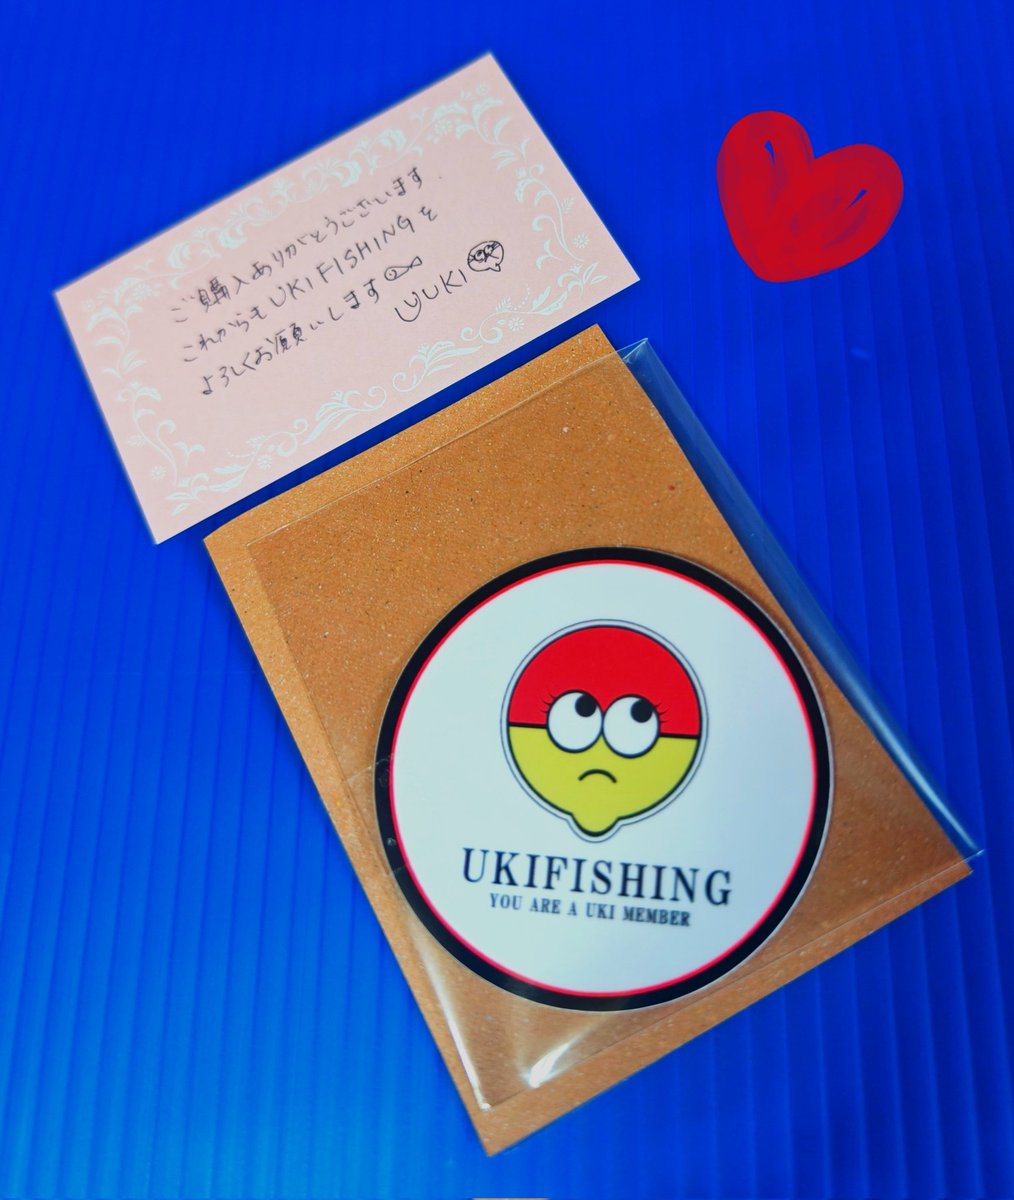 ご購入ありがとうございます.
これからもUKIFISHINGを
よろしくお願いします
YUKI
UKIFISHING
YOU ARE A UKI MEMBER